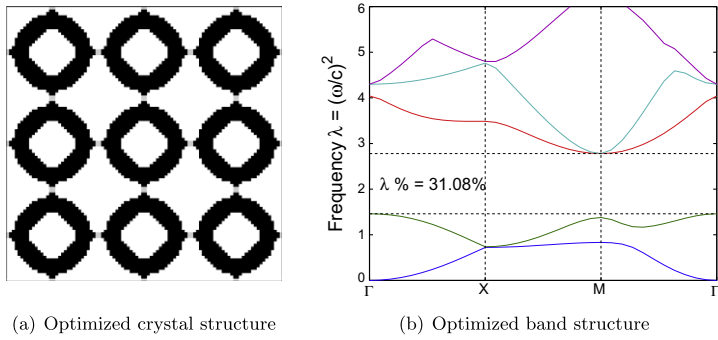 6
5
4
3
2
1
0
Frequency λ = (ω/c)²
λ % = 31.08%
Γ X M Γ
(a) Optimized crystal structure
(b) Optimized band structure